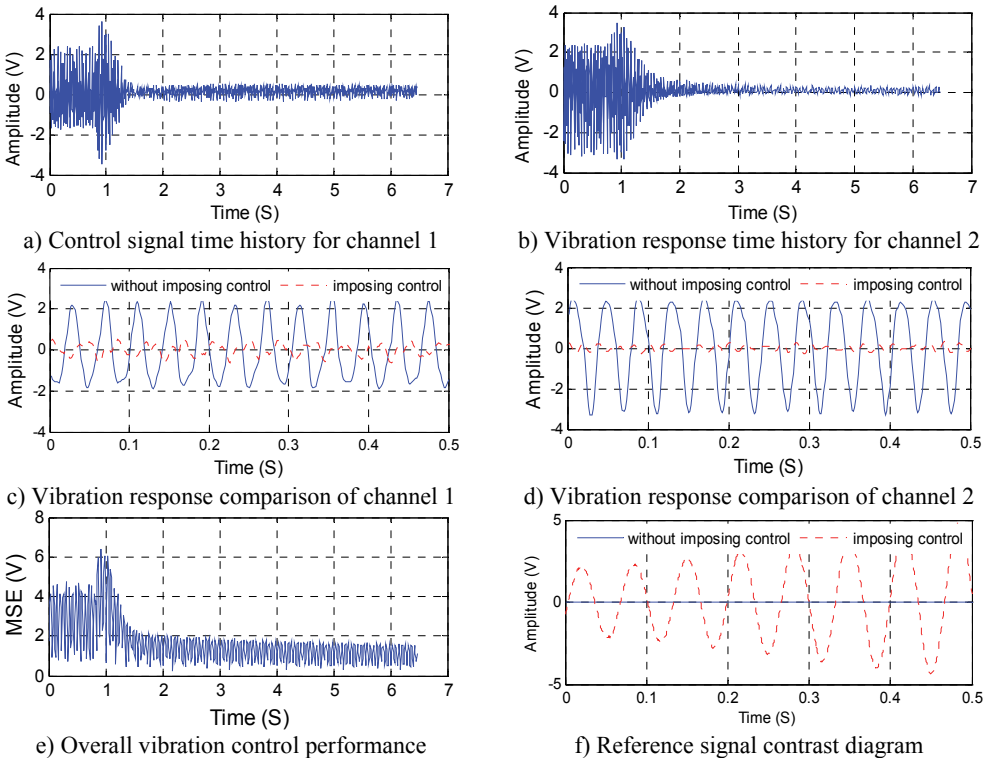 4
2
0
-2
-4
Amplitude (V)
0 1 2 3 4 5 6 7
Time (S)
a) Control signal time history for channel 1
4
2
0
-2
-4
Amplitude (V)
0 1 2 3 4 5 6 7
Time (S)
b) Vibration response time history for channel 2
4
2
0
-2
-4
Amplitude (V)
without imposing control imposing control
0 0.1 0.2 0.3 0.4 0.5
Time (S)
c) Vibration response comparison of channel 1
4
2
0
-2
-4
Amplitude (V)
without imposing control imposing control
0 0.1 0.2 0.3 0.4 0.5
Time (S)
d) Vibration response comparison of channel 2
8
6
4
2
0
MSE (V)
0 1 2 3 4 5 6 7
Time (S)
e) Overall vibration control performance
5
0
-5
Amplitude (V)
without imposing control imposing control
0 0.1 0.2 0.3 0.4 0.5
Time (S)
f) Reference signal contrast diagram